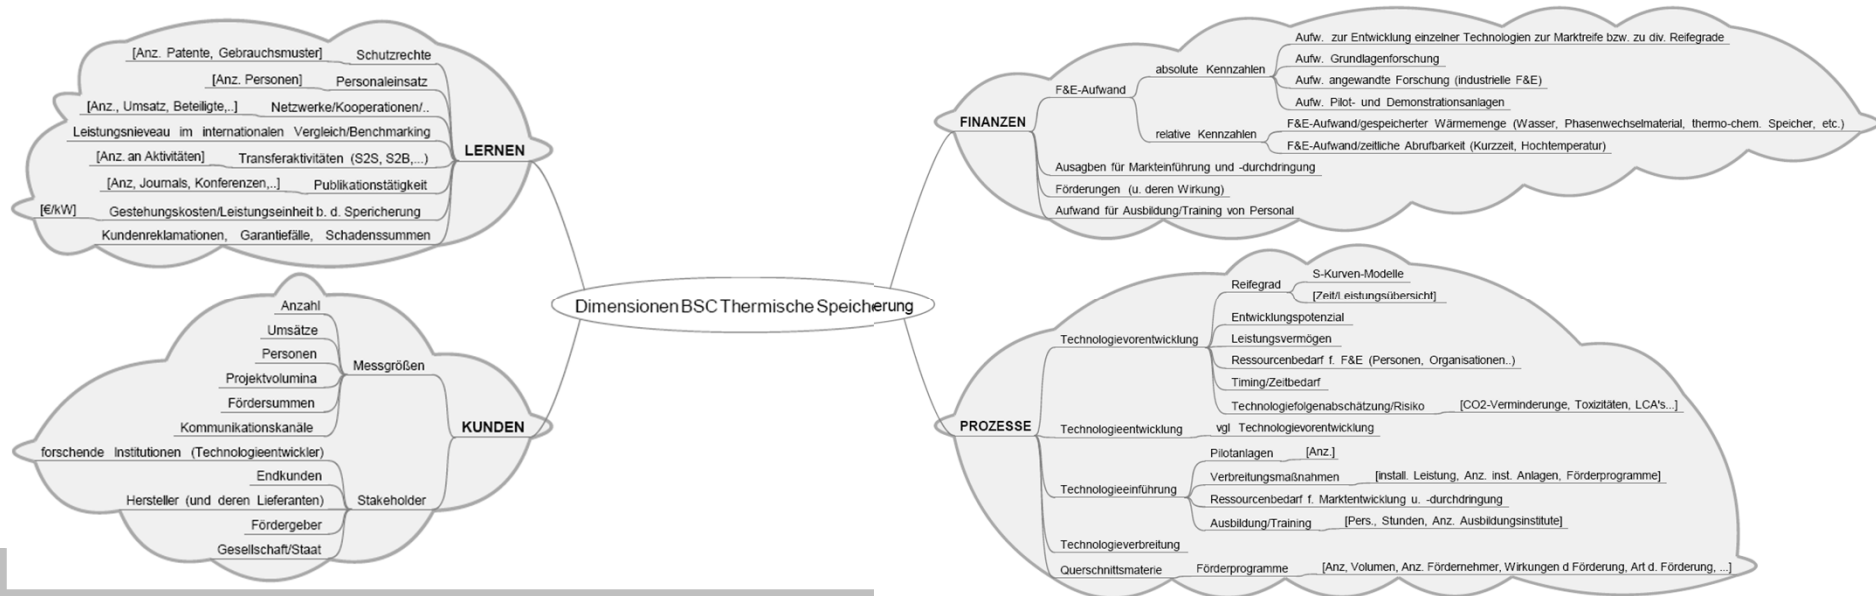 Dimensionen BSC Thermische Speicherung
LERNEN
Schutzrechte
[Anz. Patente, Gebrauchsmuster]
Personaleinsatz
[Anz. Personen]
Netzwerke/Kooperationen/..
[Anz., Umsatz, Beteiligte,..]
Leistungsnieveau im internationalen Vergleich/Benchmarking
Transferaktivitäten (S2S, S2B,...)
[Anz. an Aktivitäten]
Publikationstätigkeit
[Anz, Journals, Konferenzen,..]
Gestehungskosten/Leistungseinheit b. d. Spericherung
[€/kW]
Kundenreklamationen, Garantiefälle, Schadenssummen
KUNDEN
Messgrößen
Anzahl
Umsätze
Personen
Projektvolumina
Fördersummen
Kommunikationskanäle
Stakeholder
forschende Institutionen (Technologieentwickler)
Endkunden
Hersteller (und deren Lieferanten)
Fördergeber
Gesellschaft/Staat
FINANZEN
F&E-Aufwand
absolute Kennzahlen
Aufw. zur Entwicklung einzelner Technologien zur Marktreife bzw. zu div. Reifegrade
Aufw. Grundlagenforschung
Aufw. angewandte Forschung (industrielle F&E)
Aufw. Pilot- und Demonstrationsanlagen
relative Kennzahlen
F&E-Aufwand/gespeicherter Wärmemenge (Wasser, Phasenwechselmaterial, thermo-chem. Speicher, etc.)
F&E-Aufwand/zeitliche Abrufbarkeit (Kurzzeit, Hochtemperatur)
Ausagben für Markteinführung und -durchdringung
Förderungen (u. deren Wirkung)
Aufwand für Ausbildung/Training von Personal
PROZESSE
Technologievorentwicklung
Reifegrad
S-Kurven-Modelle
[Zeit/Leistungsübersicht]
Entwicklungspotenzial
Leistungsvermögen
Ressourcenbedarf f. F&E (Personen, Organisationen..)
Timing/Zeitbedarf
Technologiefolgenabschätzung/Risiko
[CO2-Verminderunge, Toxizitäten, LCA's...]
Technologieentwicklung
vgl Technologievorentwicklung
Technologieeinführung
Pilotanlagen
[Anz.]
Verbreitungsmaßnahmen
[install. Leistung, Anz. inst. Anlagen, Förderprogramme]
Ressourcenbedarf f. Marktentwicklung u. -durchdringung
Ausbildung/Training
[Pers., Stunden, Anz. Ausbildungsinstitute]
Technologieverbreitung
Querschnittsmaterie
Förderprogramme
[Anz, Volumen, Anz. Fördernehmer, Wirkungen d Förderung, Art d. Förderung, ...]